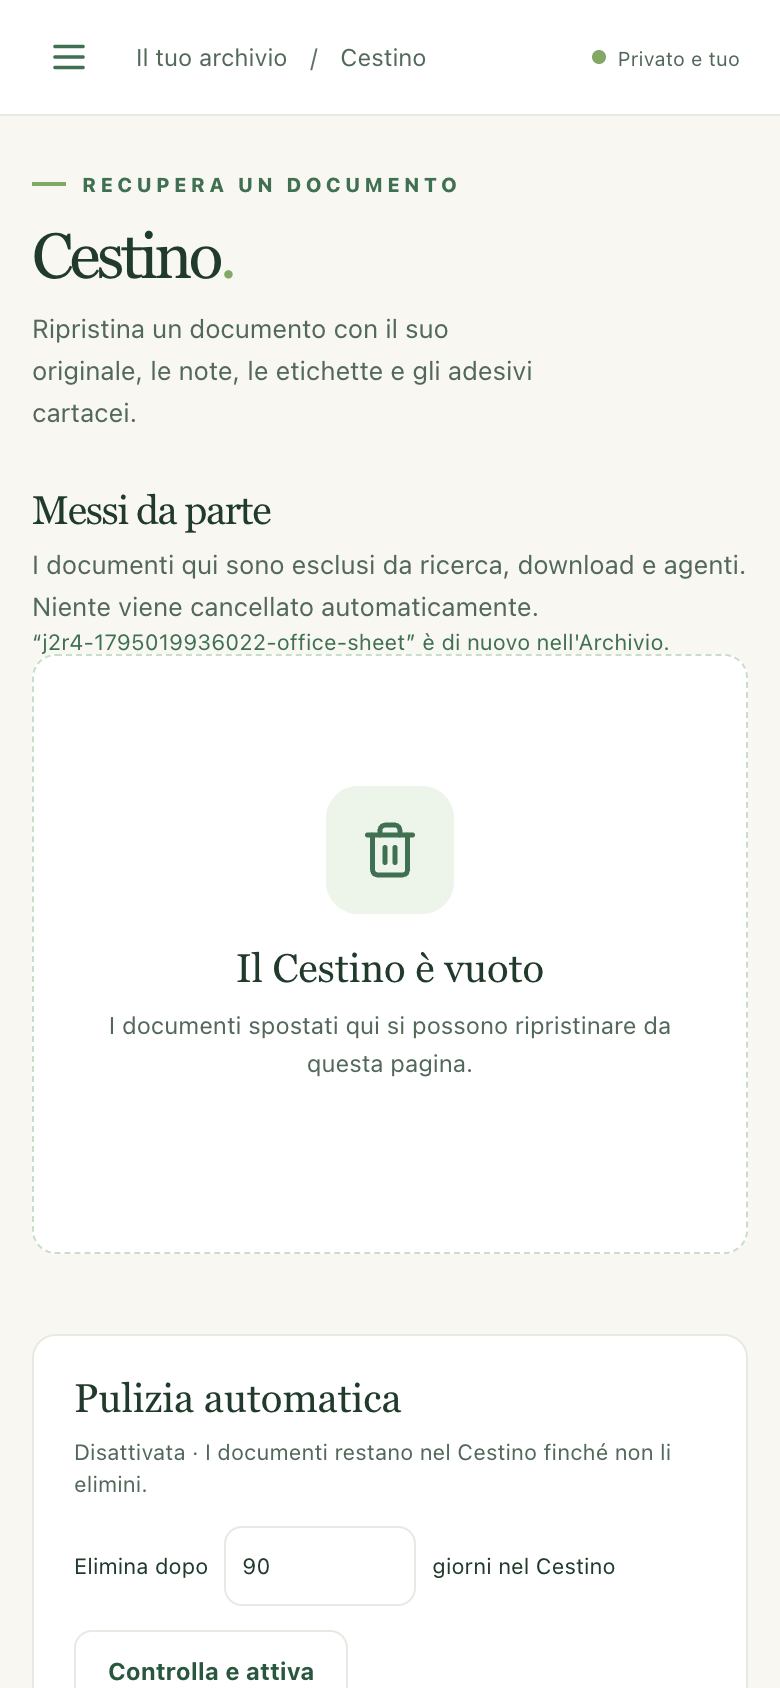 Il tuo archivio / Cestino
Privato e tuo
RECUPERA UN DOCUMENTO
Cestino.
Ripristina un documento con il suo
originale, le note, le etichette e gli adesivi
cartacei.
Messi da parte
I documenti qui sono esclusi da ricerca, download e agenti.
Niente viene cancellato automaticamente.
“j2r4-1795019936022-office-sheet” è di nuovo nell'Archivio.
Il Cestino è vuoto
I documenti spostati qui si possono ripristinare da
questa pagina.
Pulizia automatica
Disattivata · I documenti restano nel Cestino finché non li
elimini.
Elimina dopo 90 giorni nel Cestino
Controlla e attiva